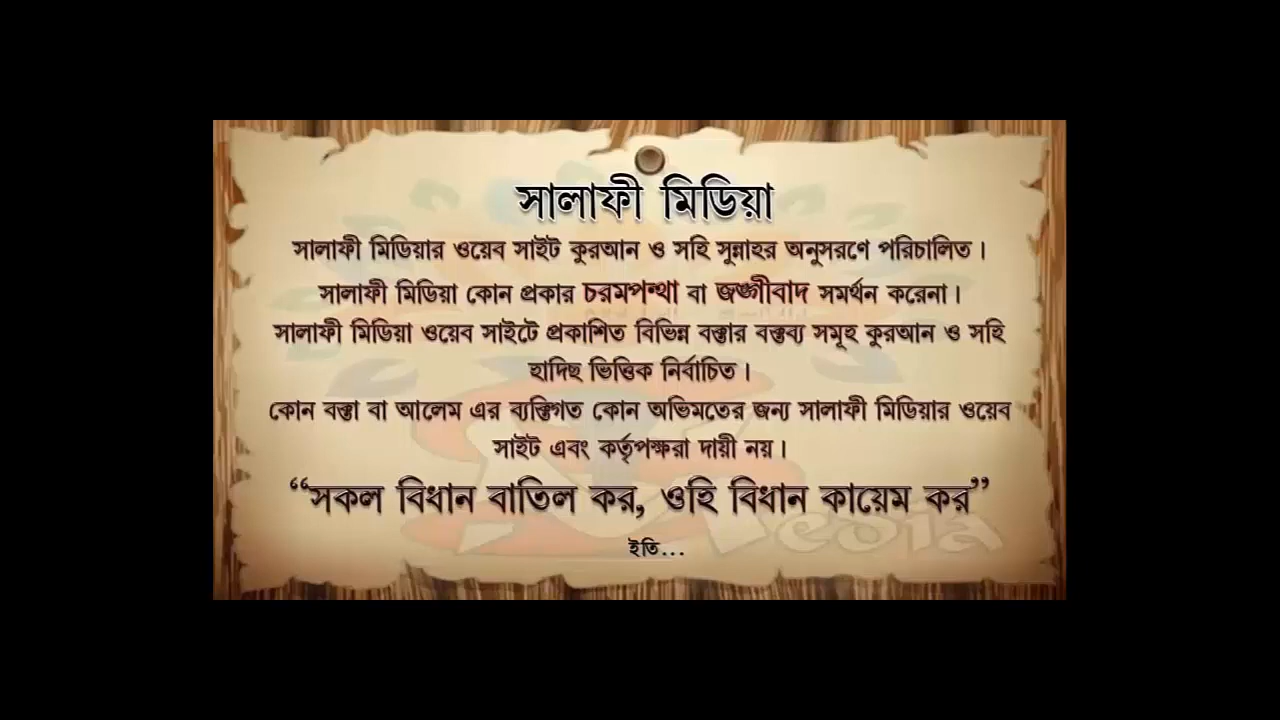 সালাফী মিডিয়া
সালাফী মিডিয়ার ওয়েব সাইট কুরআন ও সহি সুন্নাহর অনুসরণে পরিচালিত।
সালাফী মিডিয়া কোন প্রকার চরমপন্থা বা জঙ্গীবাদ সমর্থন করেনা।
সালাফী মিডিয়া ওয়েব সাইটে প্রকাশিত বিভিন্ন বক্তার বক্তব্য সমূহ কুরআন ও সহি
হাদিছ ভিত্তিক নির্বাচিত।
কোন বক্তা বা আলেম এর ব্যক্তিগত কোন অভিমতের জন্য সালাফী মিডিয়ার ওয়েব
সাইট এবং কর্তৃপক্ষরা দায়ী নয়।
“সকল বিধান বাতিল কর, ওহি বিধান কায়েম কর”
ইতি...